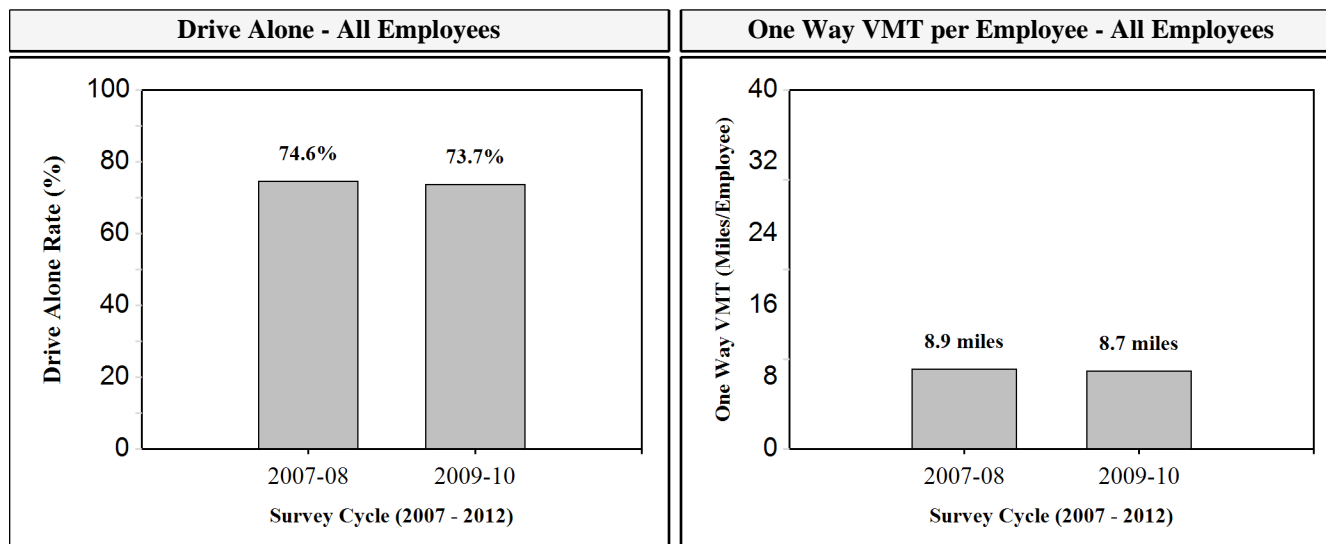 Drive Alone - All Employees
One Way VMT per Employee - All Employees
Drive Alone Rate (%)
100
80
60
40
20
0
74.6%
73.7%
2007-08
2009-10
Survey Cycle (2007 - 2012)
One Way VMT (Miles/Employee)
40
32
24
16
8
0
8.9 miles
8.7 miles
2007-08
2009-10
Survey Cycle (2007 - 2012)